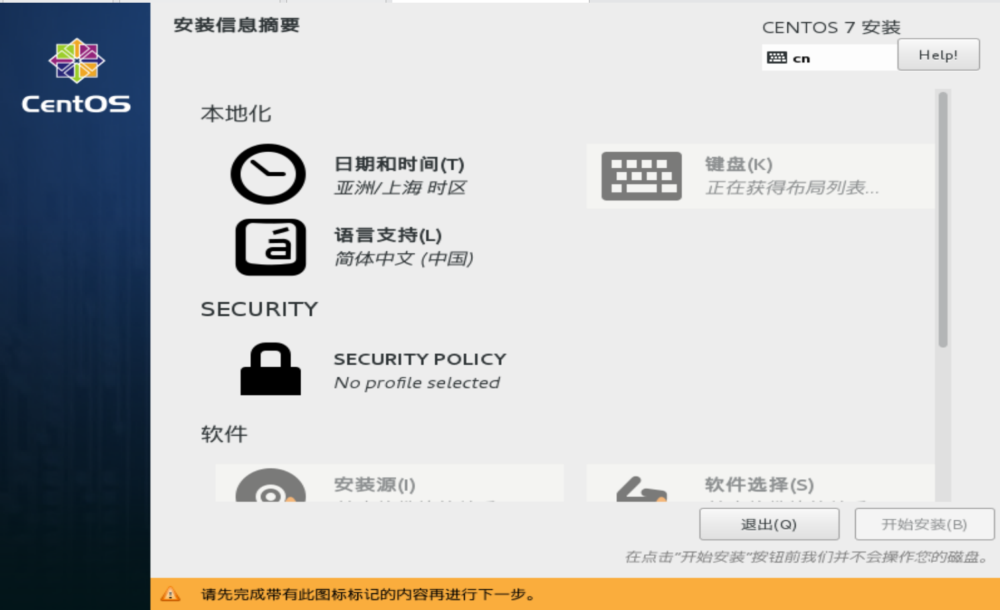 安装信息摘要
CENTOS 7 安装
cn
Help!
CentOS
本地化
日期和时间(T)
亚洲/上海 时区
键盘(K)
正在获得布局列表...
语言支持(L)
简体中文 (中国)
SECURITY
SECURITY POLICY
No profile selected
软件
安装源(I)
软件选择(S)
退出(Q)
开始安装(B)
在点击"开始安装"按钮前我们并不会操作您的磁盘。
请先完成带有此图标标记的内容再进行下一步。